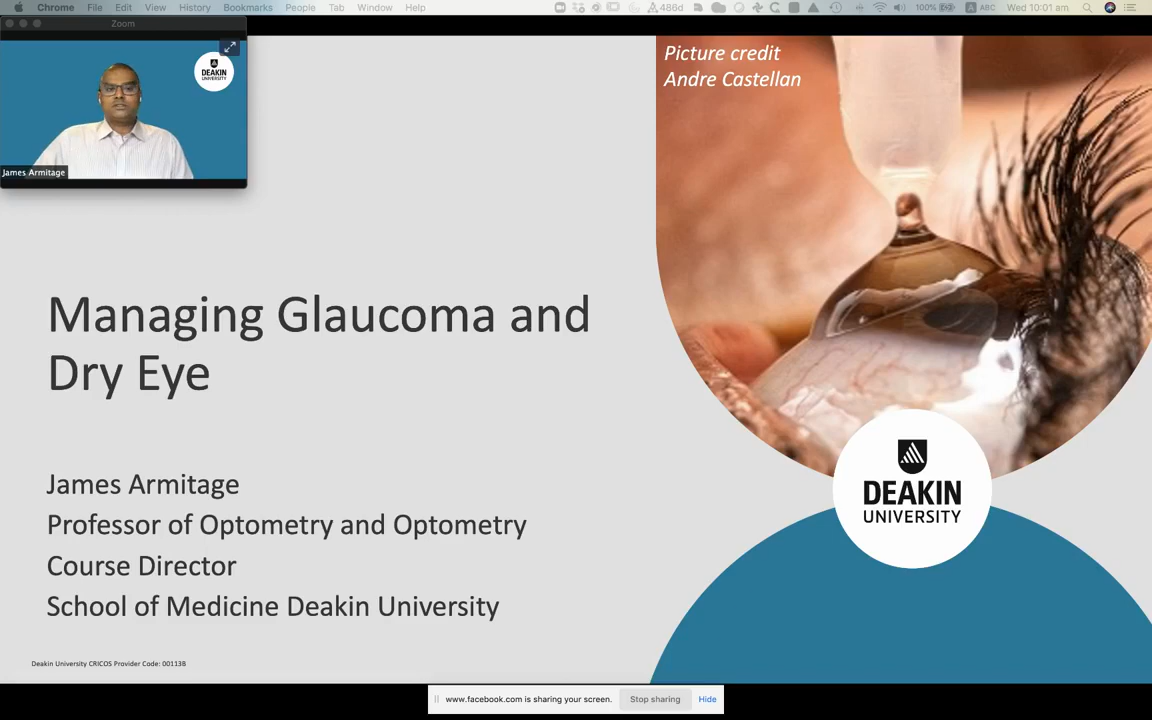 Chrome File Edit View History Bookmarks People Tab Window Help
486d 100% ABC Wed 10:01 am
Zoom
DEAKIN
UNIVERSITY
James Armitage
Picture credit
Andre Castellan
Managing Glaucoma and
Dry Eye
James Armitage
Professor of Optometry and Optometry
Course Director
School of Medicine Deakin University
DEAKIN
UNIVERSITY
Deakin University CRICOS Provider Code: 00113B
www.facebook.com is sharing your screen. Stop sharing Hide